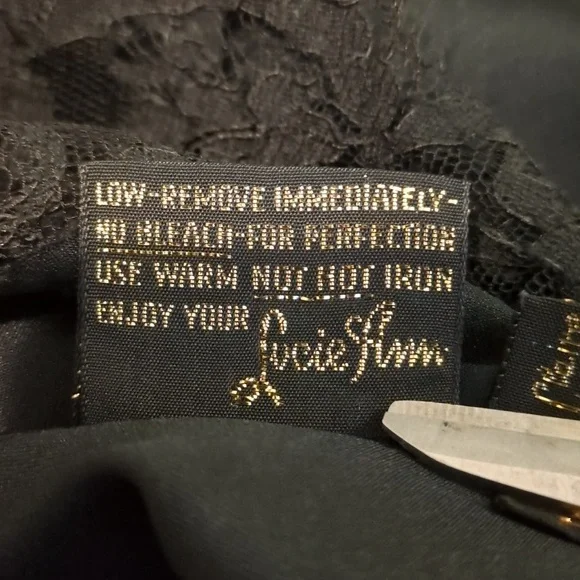 LOW-REMOVE IMMEDIATELY-
NO BLEACH-FOR PERFECTION
USE WARM NOT HOT IRON
ENJOY YOUR Lucie Ann